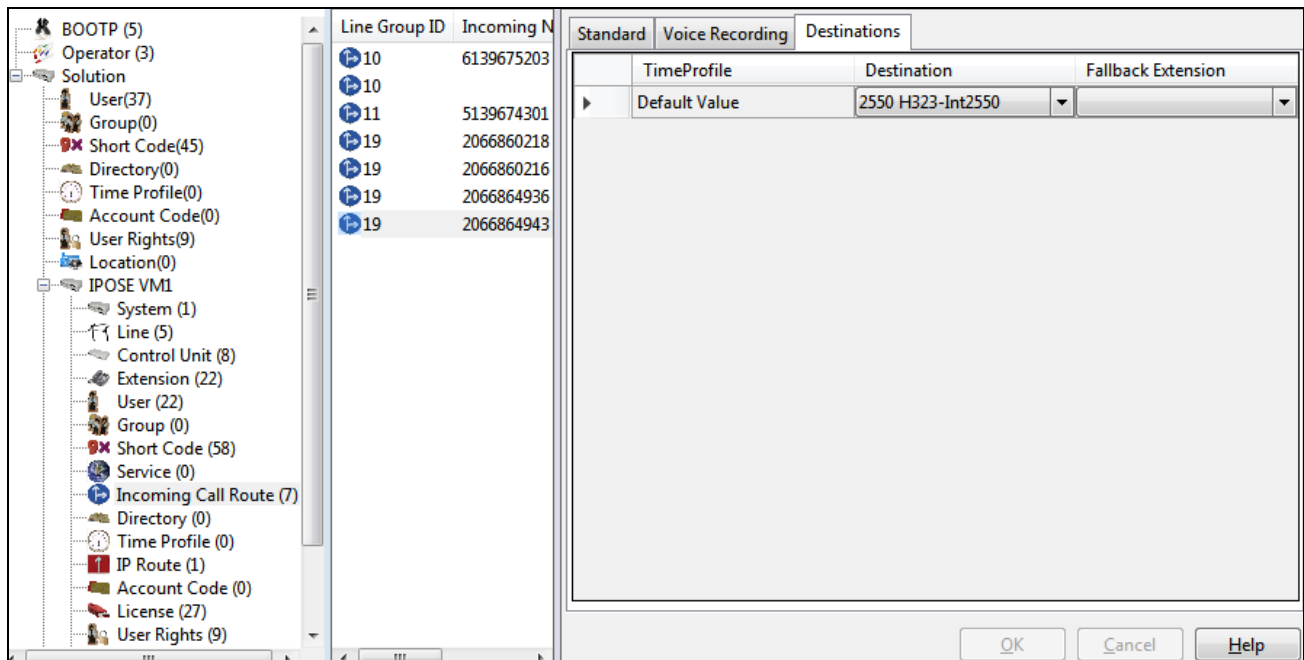 BOOTP (5)
Operator (3)
Solution
User(37)
Group(0)
Short Code(45)
Directory(0)
Time Profile(0)
Account Code(0)
User Rights(9)
Location(0)
IPOSE VM1
System (1)
Line (5)
Control Unit (8)
Extension (22)
User (22)
Group (0)
Short Code (58)
Service (0)
Incoming Call Route (7)
Directory (0)
Time Profile (0)
IP Route (1)
Account Code (0)
License (27)
User Rights (9)
Line Group ID Incoming N
10 6139675203
10
11 5139674301
19 2066860218
19 2066860216
19 2066864936
19 2066864943
Standard Voice Recording Destinations
TimeProfile Destination Fallback Extension
Default Value 2550 H323-Int2550
OK Cancel Help